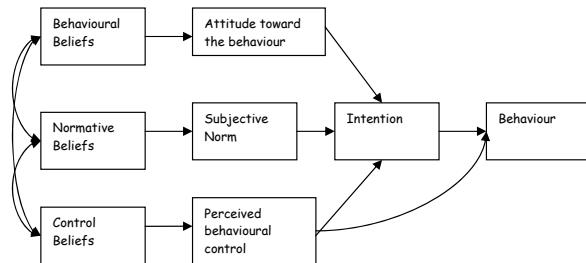 Behavioural
Beliefs
Attitude toward
the behaviour
Normative
Beliefs
Subjective
Norm
Intention
Behaviour
Control
Beliefs
Perceived
behavioural
control